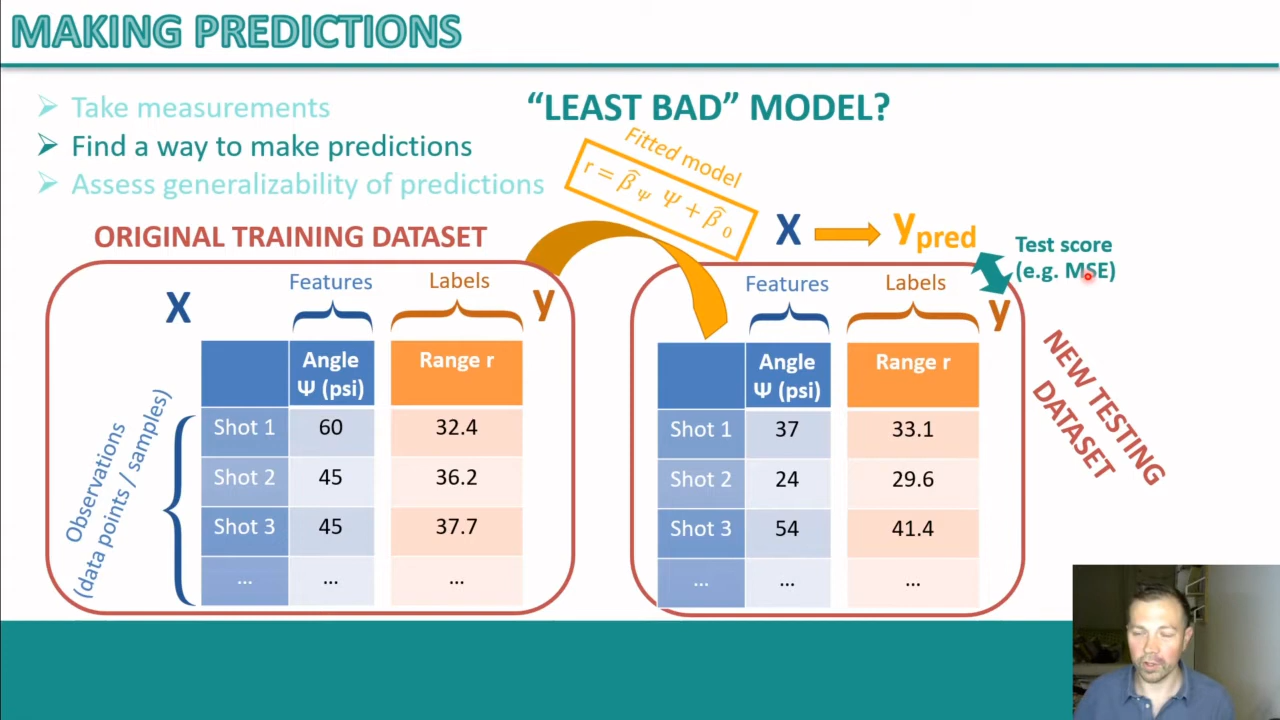 MAKING PREDICTIONS
➢ Take measurements
➢ Find a way to make predictions
➢ Assess generalizability of predictions
“LEAST BAD” MODEL?
Fitted model
r = β̂_Ψ Ψ + β̂_0
X → y_pred
Test score
(e.g. MSE)
ORIGINAL TRAINING DATASET
X
Features
Labels
y
Angle Ψ (psi) Range r
Shot 1 60 32.4
Shot 2 45 36.2
Shot 3 45 37.7
... ... ...
Observations
(data points / samples)
Features
Labels
y
Angle Ψ (psi) Range r
Shot 1 37 33.1
Shot 2 24 29.6
Shot 3 54 41.4
... ... ...
NEW TESTING
DATASET